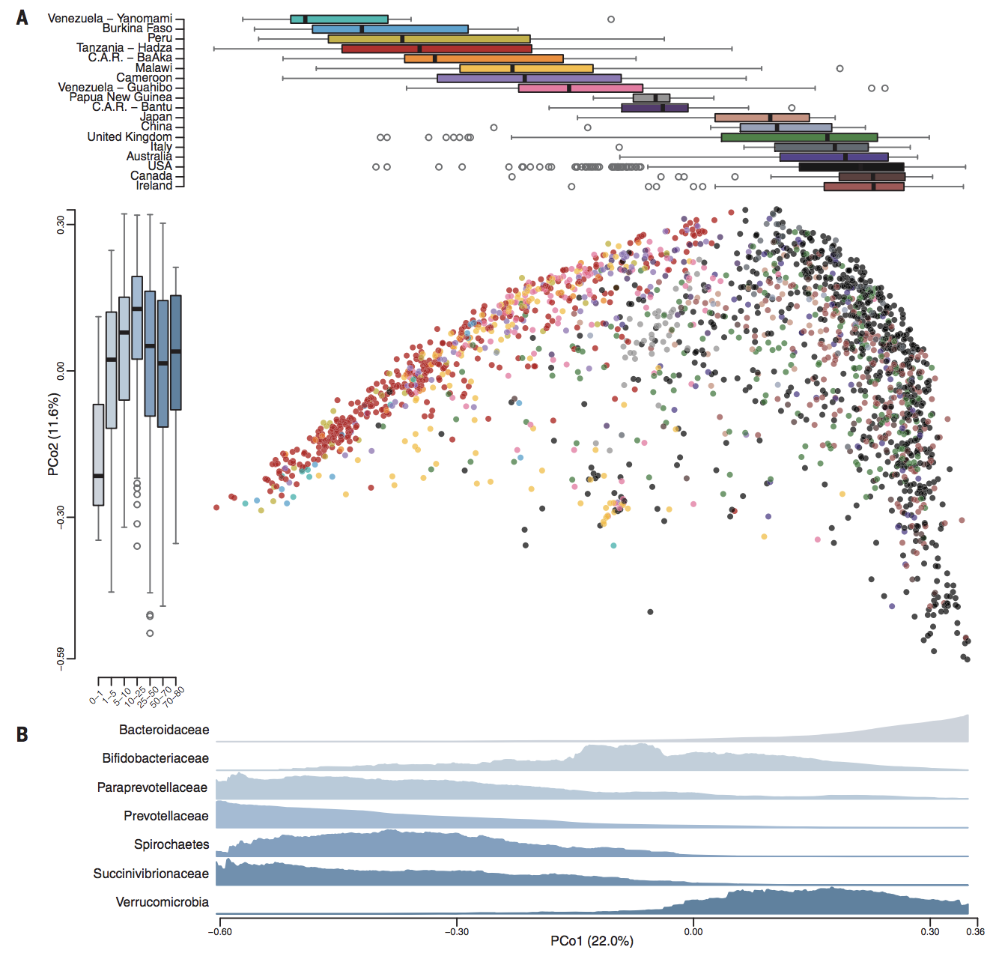 A
Venezuela – Yanomami
Burkina Faso
Peru
Tanzania – Hadza
C.A.R. – BaAka
Malawi
Cameroon
Venezuela – Guahibo
Papua New Guinea
C.A.R. – Bantu
Japan
China
United Kingdom
Italy
Australia
USA
Canada
Ireland
0.30
0.00
−0.30
−0.59
PCo2 (11.6%)
0−1
1−5
5−10
10−25
25−50
50−70
70−80
B
Bacteroidaceae
Bifidobacteriaceae
Paraprevotellaceae
Prevotellaceae
Spirochaetes
Succinivibrionaceae
Verrucomicrobia
−0.60
−0.30
0.00
0.30
0.36
PCo1 (22.0%)